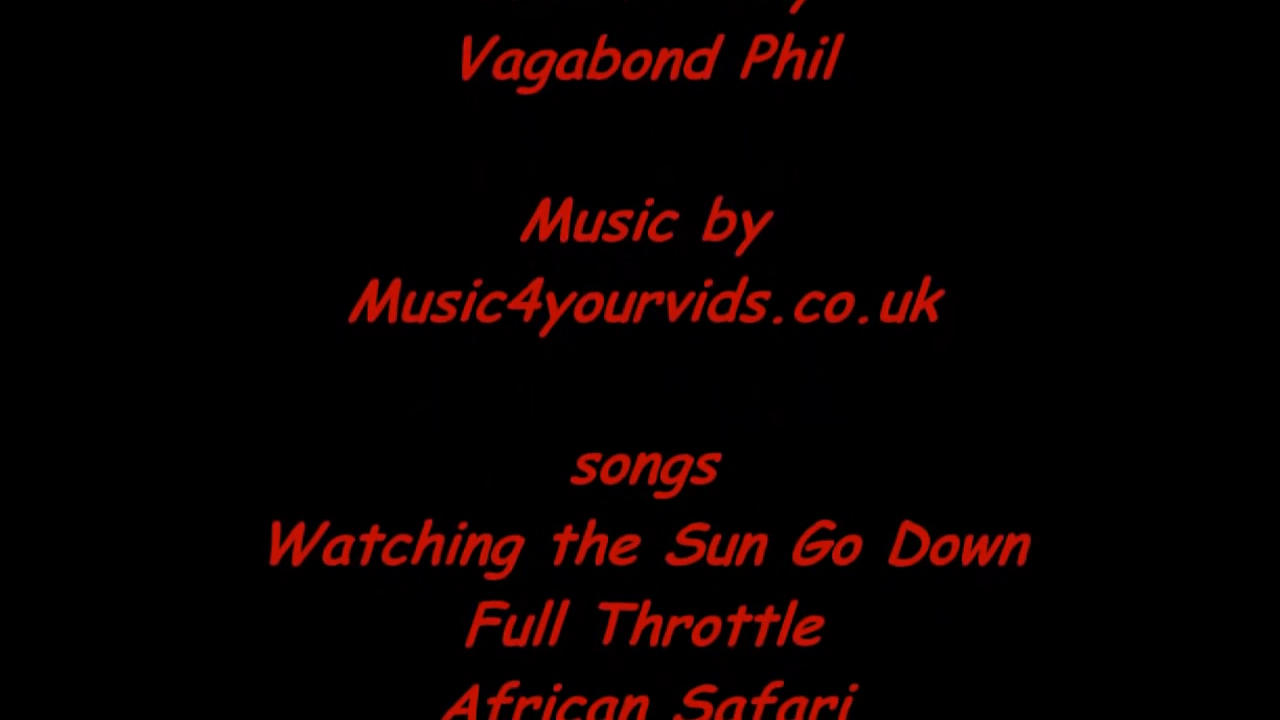 Vagabond Phil
Music by
Music4yourvids.co.uk
songs
Watching the Sun Go Down
Full Throttle
African Safari